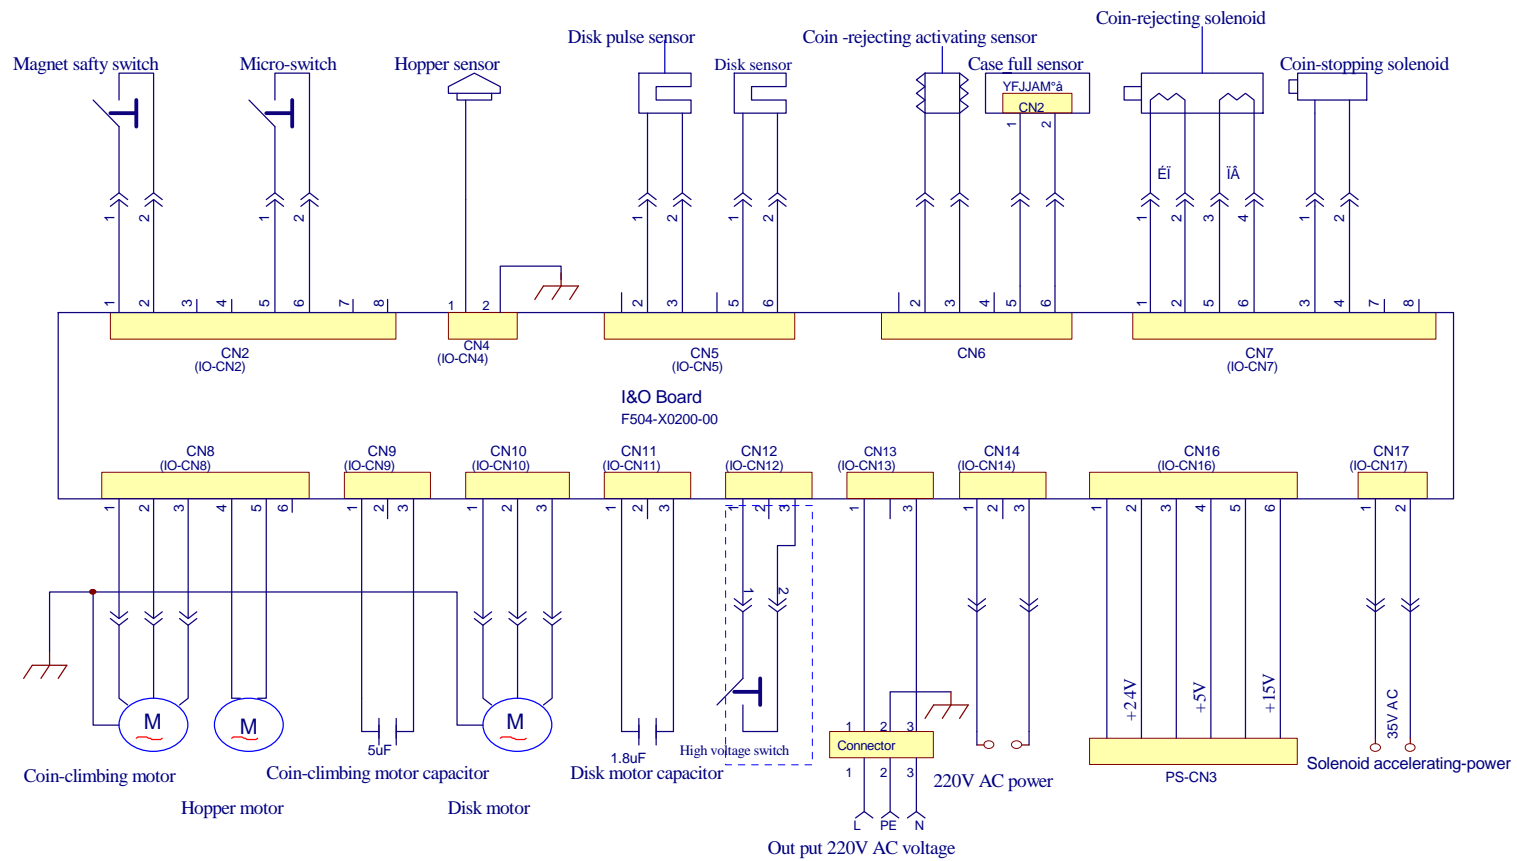 Coin-rejecting solenoid
Disk pulse sensor
Coin -rejecting activating sensor
Magnet safty switch
Micro-switch
Hopper sensor
Disk sensor
Case full sensor
Coin-stopping solenoid
YFJJAM°å
CN2
1 2
ÉÏ ÏÂ
1 2 1 2 1 2 1 2 1 2 3 4 1 2
1 2 3 4 5 6 7 8 1 2 2 3 5 6 2 3 4 5 6 1 2 5 6 3 4 7 8
CN2
(IO-CN2)
CN4
(IO-CN4)
CN5
(IO-CN5)
CN6
CN7
(IO-CN7)
I&O Board
F504-X0200-00
CN8
(IO-CN8)
CN9
(IO-CN9)
CN10
(IO-CN10)
CN11
(IO-CN11)
CN12
(IO-CN12)
CN13
(IO-CN13)
CN14
(IO-CN14)
CN16
(IO-CN16)
CN17
(IO-CN17)
1 2 3 4 5 6 1 2 3 1 2 3 1 2 3 1 2 3 1 3 1 2 3 1 2 3 4 5 6 1 2
1 2
+24V +5V +15V 35V AC
M M M
1 2 3
Connector
1 2 3
5uF
1.8uF
High voltage switch
Coin-climbing motor
Coin-climbing motor capacitor
Disk motor capacitor
220V AC power
PS-CN3
Solenoid accelerating-power
Hopper motor
Disk motor
L PE N
Out put 220V AC voltage